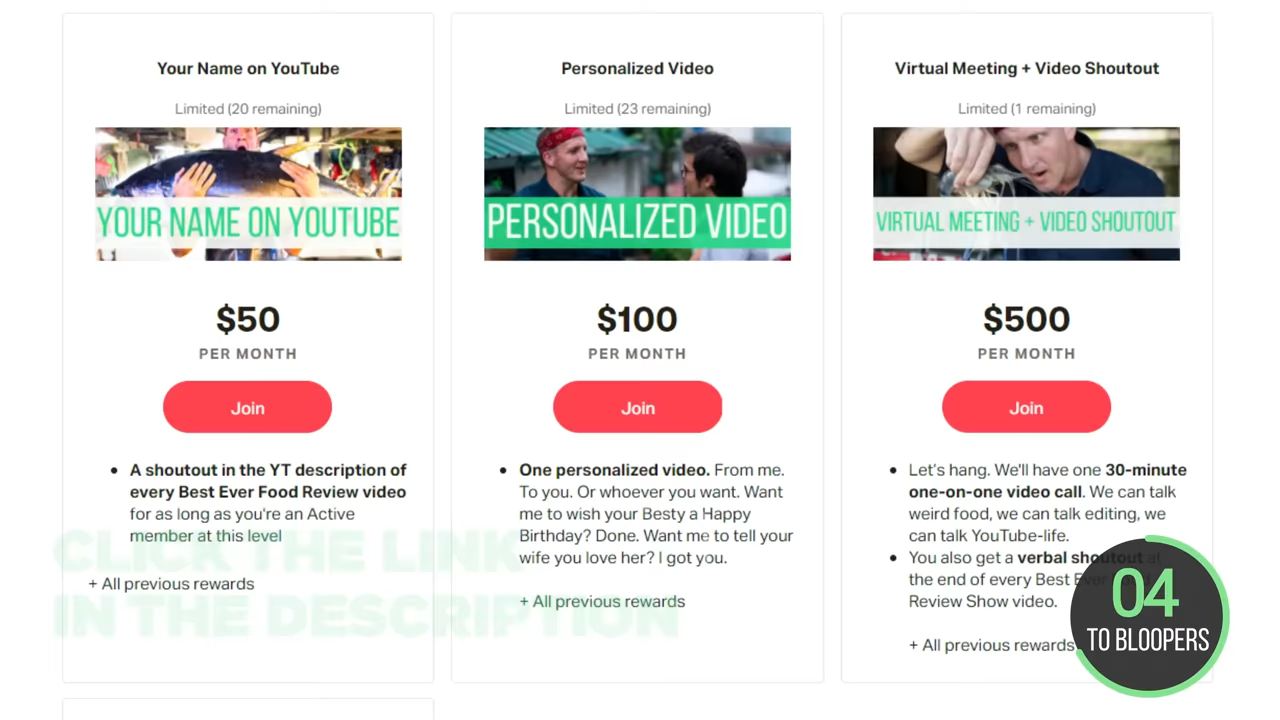 Your Name on YouTube
Limited (20 remaining)
YOUR NAME ON YOUTUBE
$50
PER MONTH
Join
• A shoutout in the YT description of
every Best Ever Food Review video
for as long as you're an Active
member at this level
+ All previous rewards
Personalized Video
Limited (23 remaining)
PERSONALIZED VIDEO
$100
PER MONTH
Join
• One personalized video. From me.
To you. Or whoever you want. Want
me to wish your Besty a Happy
Birthday? Done. Want me to tell your
wife you love her? I got you.
+ All previous rewards
Virtual Meeting + Video Shoutout
Limited (1 remaining)
VIRTUAL MEETING + VIDEO SHOUTOUT
$500
PER MONTH
Join
• Let's hang. We'll have one 30-minute
one-on-one video call. We can talk
weird food, we can talk editing, we
can talk YouTube-life.
• You also get a verbal shoutout at
the end of every Best Ever
Review Show video.
+ All previous rewards
CLICK THE LINK
IN THE DESCRIPTION
04
TO BLOOPERS